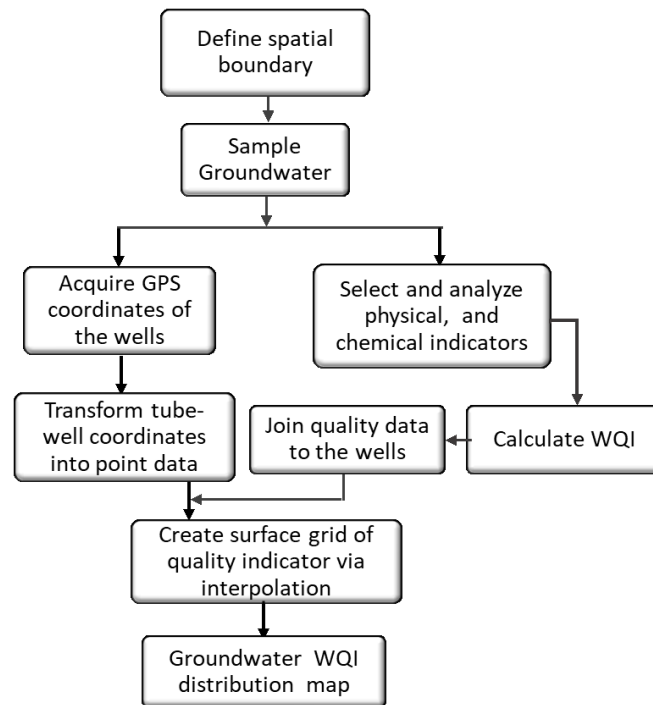 Define spatial
boundary
Sample
Groundwater
Acquire GPS
coordinates of
the wells
Select and analyze
physical, and
chemical indicators
Transform tube-
well coordinates
into point data
Join quality data
to the wells
Calculate WQI
Create surface grid of
quality indicator via
interpolation
Groundwater WQI
distribution map